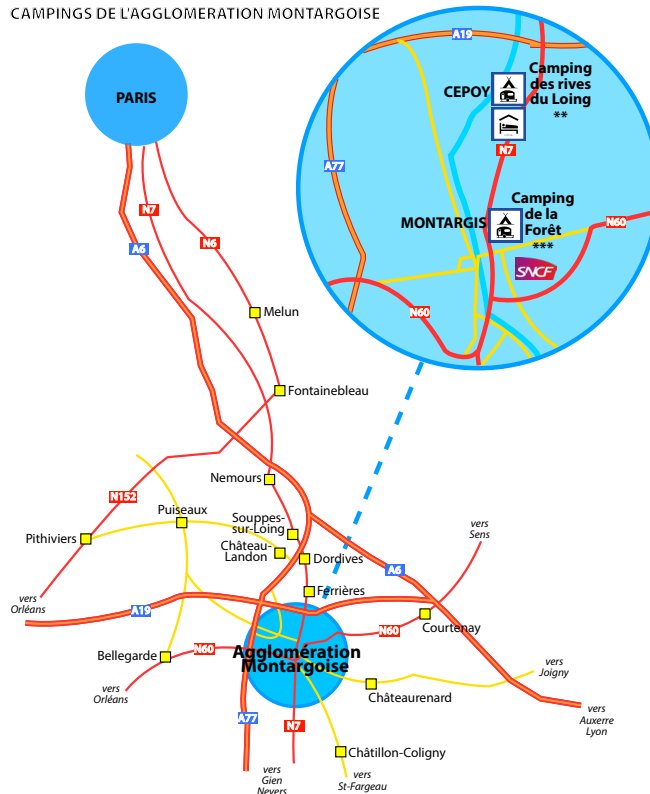 CAMPINGS DE L'AGGLOMERATION MONTARGOISE
A19
Camping
des rives
du Loing
**
CEPOY
PARIS
N7
A77
Camping
de la
Forêt
***
MONTARGIS
N60
SNCF
N60
N7
N6
A6
Melun
Fontainebleau
Nemours
N152
Puiseaux
Souppes-
sur-Loing
vers
Sens
Pithiviers
Château-
Landon
Dordives
A6
Ferrières
vers
Orléans
A19
Courtenay
N60
N60
Bellegarde
Agglomération
Montargoise
vers
Joigny
vers
Orléans
Châteaurenard
A77
N7
vers
Auxerre
Lyon
Châtillon-Coligny
vers
Gien
Nevers
vers
St-Fargeau